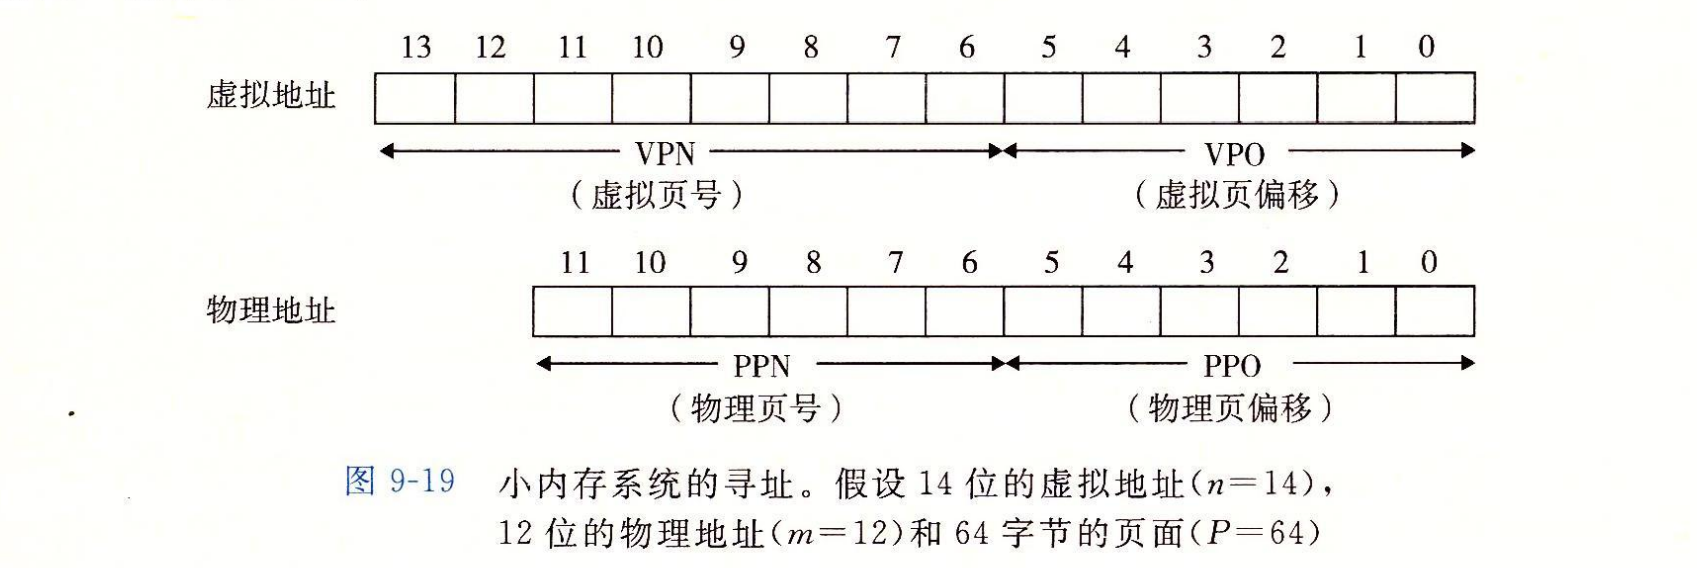 13 12 11 10 9 8 7 6 5 4 3 2 1 0
虚拟地址
VPN VPO
(虚拟页号) (虚拟页偏移)
11 10 9 8 7 6 5 4 3 2 1 0
物理地址
PPN PPO
(物理页号) (物理页偏移)
图 9-19 小内存系统的寻址。假设 14 位的虚拟地址(n=14),
12 位的物理地址(m=12)和 64 字节的页面(P=64)